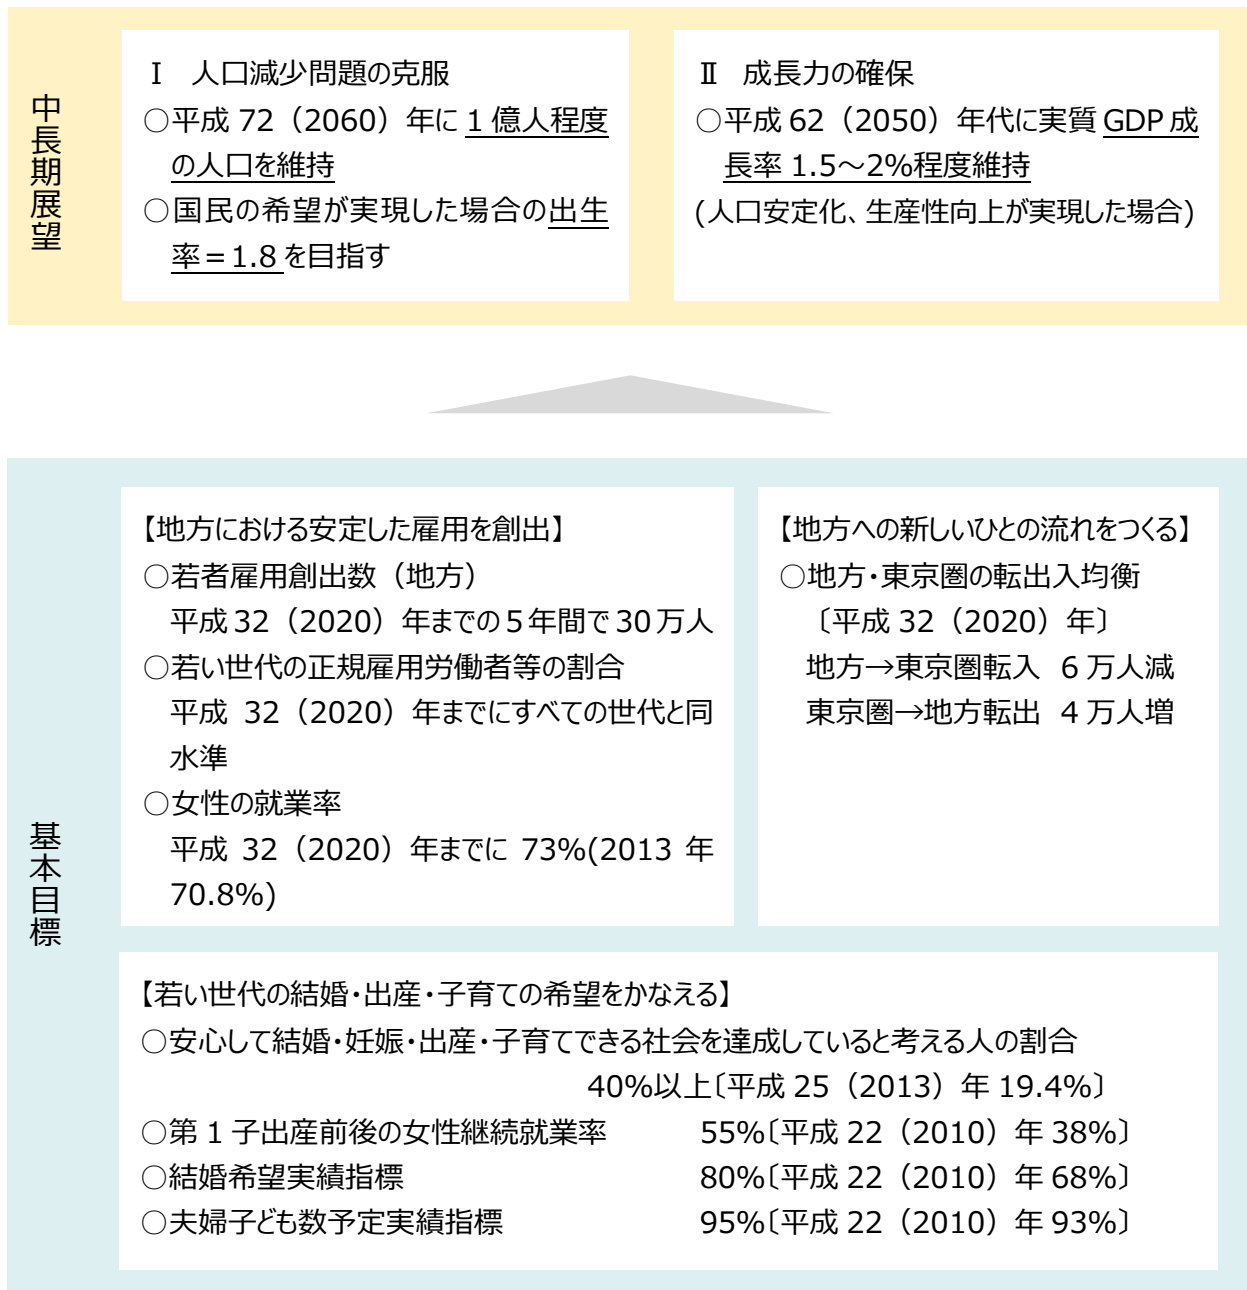 中長期展望
Ⅰ 人口減少問題の克服
○平成 72（2060）年に 1 億人程度
の人口を維持
○国民の希望が実現した場合の出生
率＝1.8 を目指す
Ⅱ 成長力の確保
○平成 62（2050）年代に実質 GDP 成
長率 1.5～2%程度維持
(人口安定化、生産性向上が実現した場合)
基本目標
【地方における安定した雇用を創出】
○若者雇用創出数（地方）
平成 32（2020）年までの 5 年間で 30 万人
○若い世代の正規雇用労働者等の割合
平成 32（2020）年までにすべての世代と同
水準
○女性の就業率
平成 32（2020）年までに 73%(2013 年
70.8%)
【地方への新しいひとの流れをつくる】
○地方・東京圏の転出入均衡
〔平成 32（2020）年〕
地方→東京圏転入 6 万人減
東京圏→地方転出 4 万人増
【若い世代の結婚・出産・子育ての希望をかなえる】
○安心して結婚・妊娠・出産・子育てできる社会を達成していると考える人の割合
40%以上〔平成 25（2013）年 19.4%〕
○第 1 子出産前後の女性継続就業率 55%〔平成 22（2010）年 38%〕
○結婚希望実績指標 80%〔平成 22（2010）年 68%〕
○夫婦子ども数予定実績指標 95%〔平成 22（2010）年 93%〕